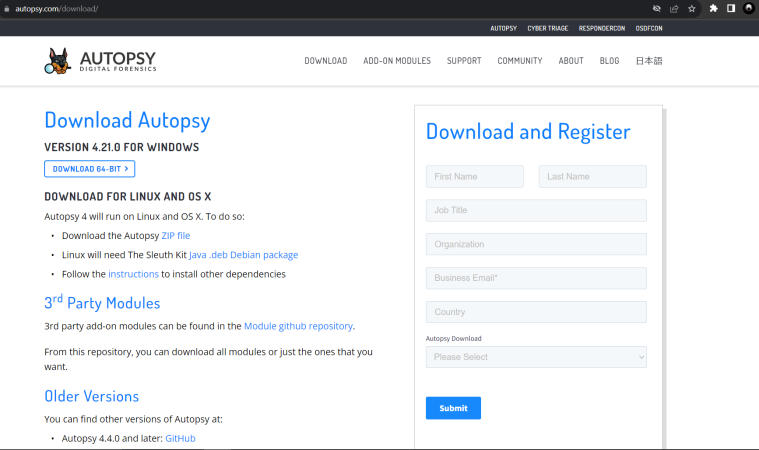 autopsy.com/download/
AUTOPSY CYBER TRIAGE RESPONDERCON OSDFCON
AUTOPSY
DIGITAL FORENSICS
DOWNLOAD ADD-ON MODULES SUPPORT COMMUNITY ABOUT BLOG 日本語
Download Autopsy
VERSION 4.21.0 FOR WINDOWS
DOWNLOAD 64-BIT >
DOWNLOAD FOR LINUX AND OS X
Autopsy 4 will run on Linux and OS X. To do so:
• Download the Autopsy ZIP file
• Linux will need The Sleuth Kit Java .deb Debian package
• Follow the instructions to install other dependencies
3rd Party Modules
3rd party add-on modules can be found in the Module github repository.
From this repository, you can download all modules or just the ones that you
want.
Older Versions
You can find other versions of Autopsy at:
• Autopsy 4.4.0 and later: GitHub
Download and Register
First Name Last Name
Job Title
Organization
Business Email*
Country
Autopsy Download
Please Select
Submit